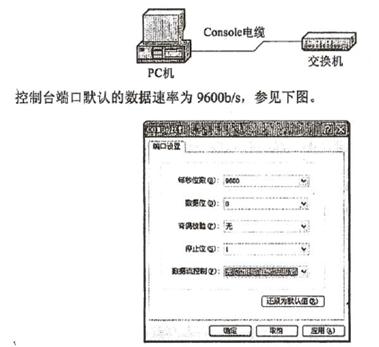 Console电缆
PC机
交换机
控制台端口默认的数据速率为 9600b/s，参见下图。
端口设置
每秒位数(B): 9600
数据位(D): 8
奇偶校验(P): 无
停止位(S): 1
数据流控制(F):
还原为默认值(R)
确定 取消 应用(A)